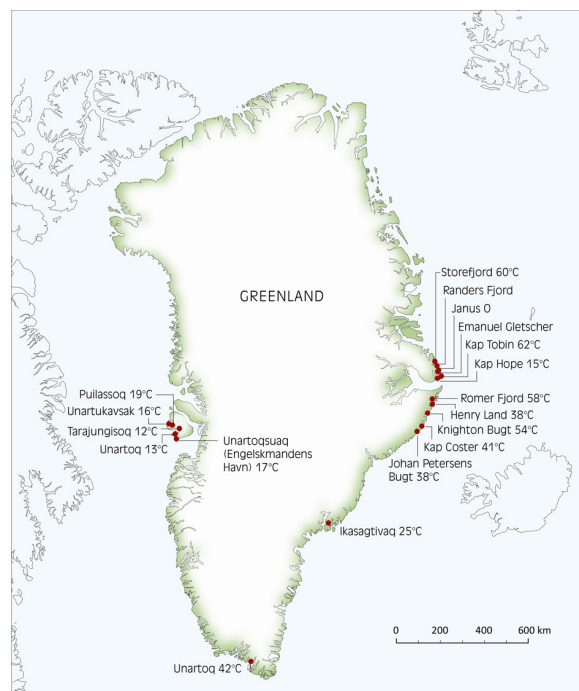 GREENLAND
Storefjord 60°C
Randers Fjord
Janus O
Emanuel Gletscher
Kap Tobin 62°C
Kap Hope 15°C
Romer Fjord 58°C
Henry Land 38°C
Knighton Bugt 54°C
Kap Coster 41°C
Johan Petersens
Bugt 38°C
Puilassoq 19°C
Unartukavsak 16°C
Tarajungisoq 12°C
Unartoq 13°C
Unartoqsuaq
(Engelskmandens
Havn) 17°C
Ikasagtivaq 25°C
Unartoq 42°C
0 200 400 600 km